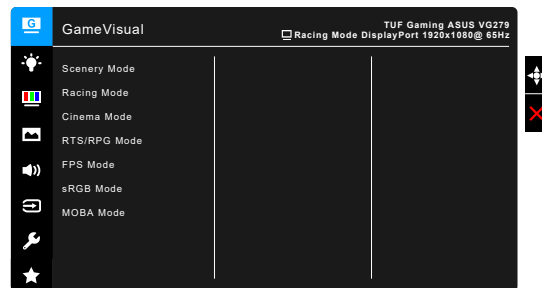 G
GameVisual
TUF Gaming ASUS VG279
Racing Mode DisplayPort 1920x1080@ 65Hz
Scenery Mode
Racing Mode
Cinema Mode
RTS/RPG Mode
FPS Mode
sRGB Mode
MOBA Mode